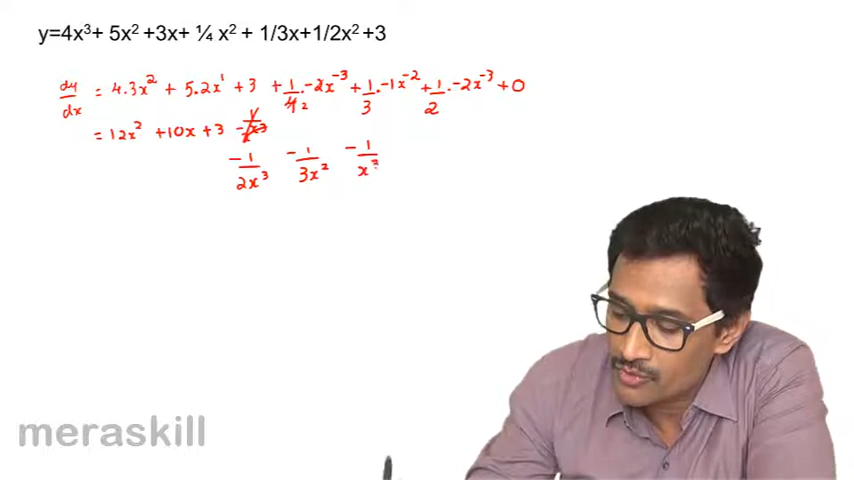 y=4x³+ 5x² +3x+ ¼ x² + 1/3x+1/2x² +3
dy/dx = 4.3x² + 5.2x¹ + 3 + 1/4 2 . -2x⁻³ + 1/3 . -1x⁻² + 1/2 . -2x⁻³ + 0
= 12x² + 10x + 3
- 1/2x³ - 1/3x² - 1/x³
meraskill